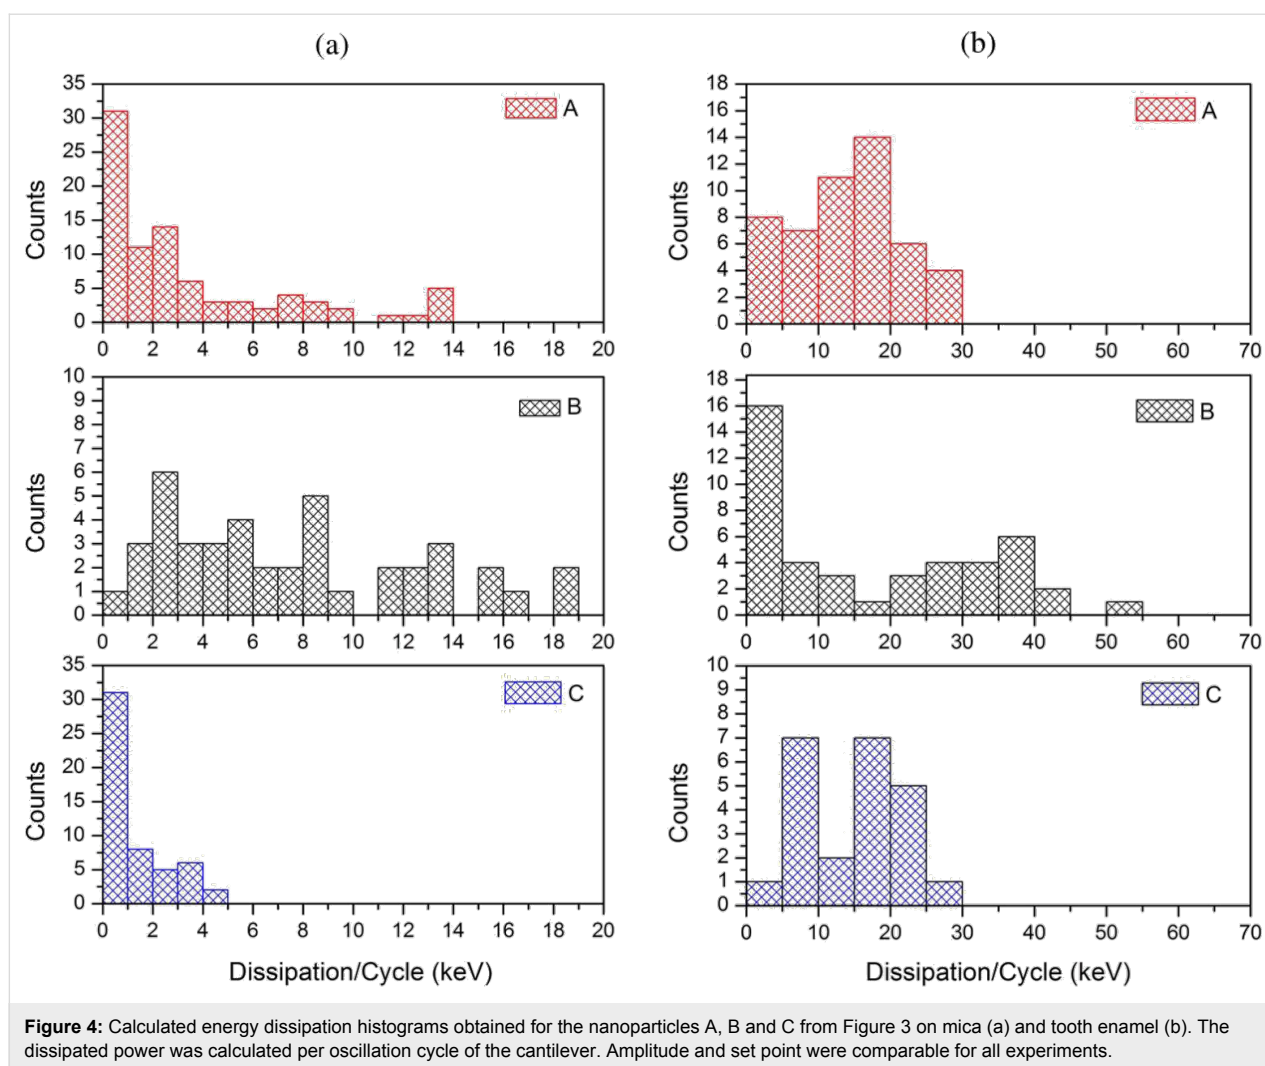 (a)
(b)
35
30
25
20
15
10
5
0
Counts
A
0 2 4 6 8 10 12 14 16 18 20
18
16
14
12
10
8
6
4
2
0
Counts
A
0 10 20 30 40 50 60 70
10
9
8
7
6
5
4
3
2
1
0
Counts
B
0 2 4 6 8 10 12 14 16 18 20
18
16
14
12
10
8
6
4
2
0
Counts
B
0 10 20 30 40 50 60 70
35
30
25
20
15
10
5
0
Counts
C
0 2 4 6 8 10 12 14 16 18 20
Dissipation/Cycle (keV)
10
9
8
7
6
5
4
3
2
1
0
Counts
C
0 10 20 30 40 50 60 70
Dissipation/Cycle (keV)
Figure 4: Calculated energy dissipation histograms obtained for the nanoparticles A, B and C from Figure 3 on mica (a) and tooth enamel (b). The
dissipated power was calculated per oscillation cycle of the cantilever. Amplitude and set point were comparable for all experiments.